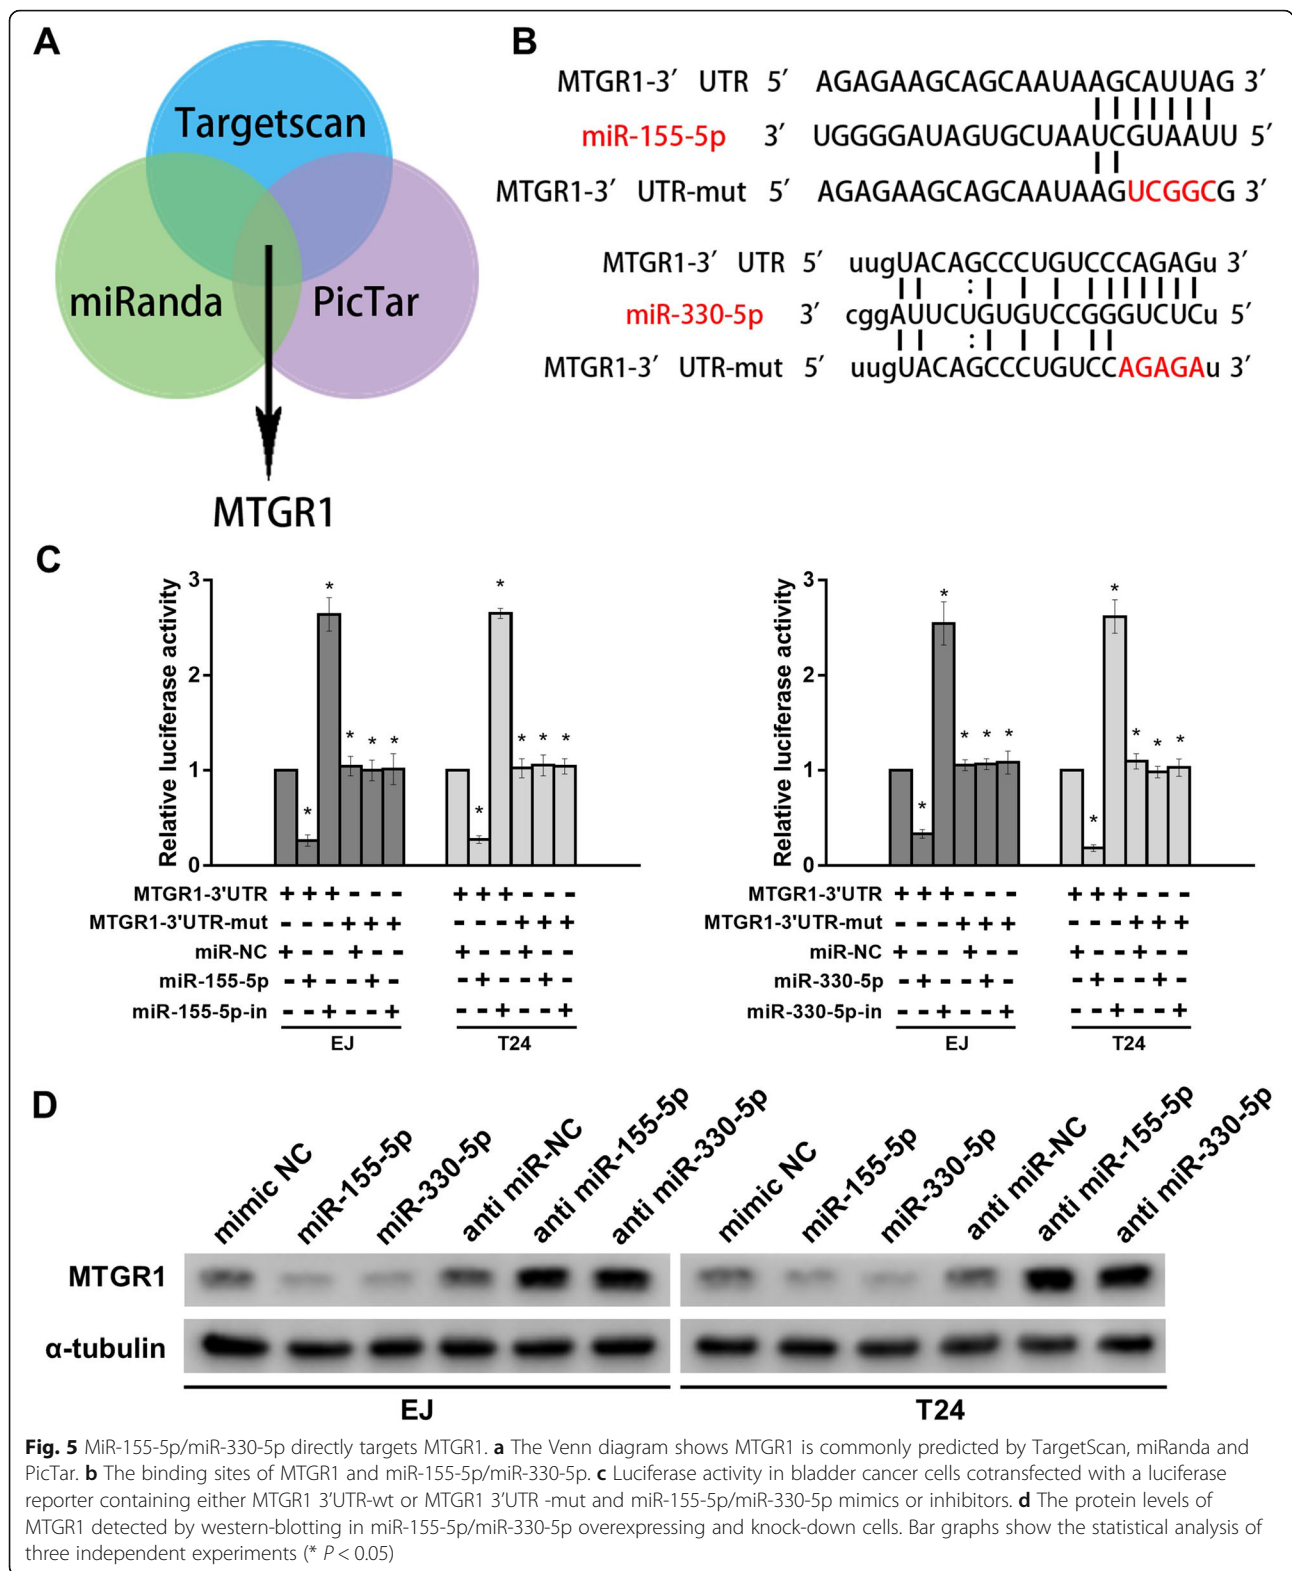 A
Targetscan
miRanda
PicTar
MTGR1
B
MTGR1-3′ UTR 5′ AGAGAAGCAGCAAUAAGCAUUAG 3′
miR-155-5p 3′ UGGGGAUAGUGCUAAUCGUAAUU 5′
MTGR1-3′ UTR-mut 5′ AGAGAAGCAGCAAUAAGUCGGCG 3′
MTGR1-3′ UTR 5′ uugUACAGCCCUGUCCCAGAGu 3′
miR-330-5p 3′ cggAUUCUGUGUCCGGGUCUCu 5′
MTGR1-3′ UTR-mut 5′ uugUACAGCCCUGUCCAGAGAu 3′
C
Relative luciferase activity
3
2
1
0
* * * * * * * * * *
MTGR1-3'UTR + + + - - - + + + - - -
MTGR1-3'UTR-mut - - - + + + - - - + + +
miR-NC + - - + - - + - - + - -
miR-155-5p - + - - + - - + - - + -
miR-155-5p-in - - + - - + - - + - - +
EJ T24
Relative luciferase activity
3
2
1
0
* * * * * * * * * *
MTGR1-3'UTR + + + - - - + + + - - -
MTGR1-3'UTR-mut - - - + + + - - - + + +
miR-NC + - - + - - + - - + - -
miR-330-5p - + - - + - - + - - + -
miR-330-5p-in - - + - - + - - + - - +
EJ T24
D
mimic NC miR-155-5p miR-330-5p anti miR-NC anti miR-155-5p anti miR-330-5p mimic NC miR-155-5p miR-330-5p anti miR-NC anti miR-155-5p anti miR-330-5p
MTGR1
α-tubulin
EJ T24
Fig. 5 MiR-155-5p/miR-330-5p directly targets MTGR1. a The Venn diagram shows MTGR1 is commonly predicted by TargetScan, miRanda and
PicTar. b The binding sites of MTGR1 and miR-155-5p/miR-330-5p. c Luciferase activity in bladder cancer cells cotransfected with a luciferase
reporter containing either MTGR1 3'UTR-wt or MTGR1 3'UTR -mut and miR-155-5p/miR-330-5p mimics or inhibitors. d The protein levels of
MTGR1 detected by western-blotting in miR-155-5p/miR-330-5p overexpressing and knock-down cells. Bar graphs show the statistical analysis of
three independent experiments (* P < 0.05)